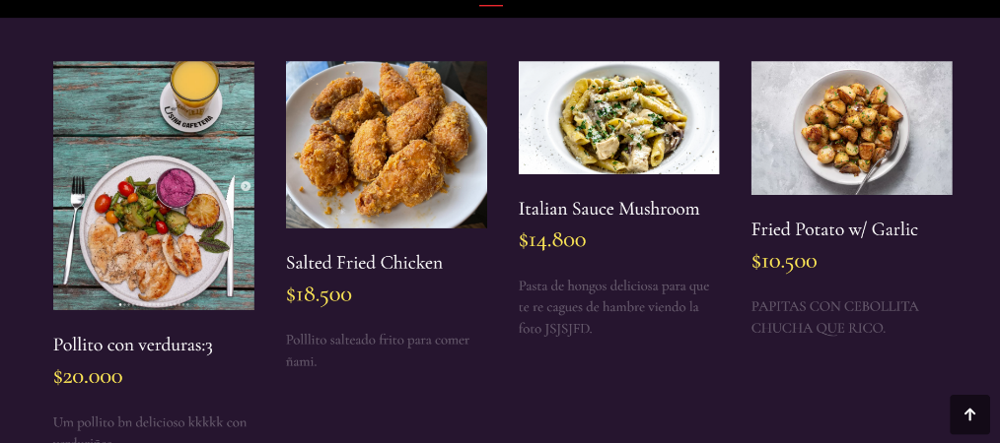 SINA CAFETERA
Pollito con verduras:3
$20.000
Um pollito bn delicioso kkkkk con
Salted Fried Chicken
$18.500
Polllito salteado frito para comer
ñami.
Italian Sauce Mushroom
$14.800
Pasta de hongos deliciosa para que
te re cagues de hambre viendo la
foto JSJSJFD.
Fried Potato w/ Garlic
$10.500
PAPITAS CON CEBOLLITA
CHUCHA QUE RICO.